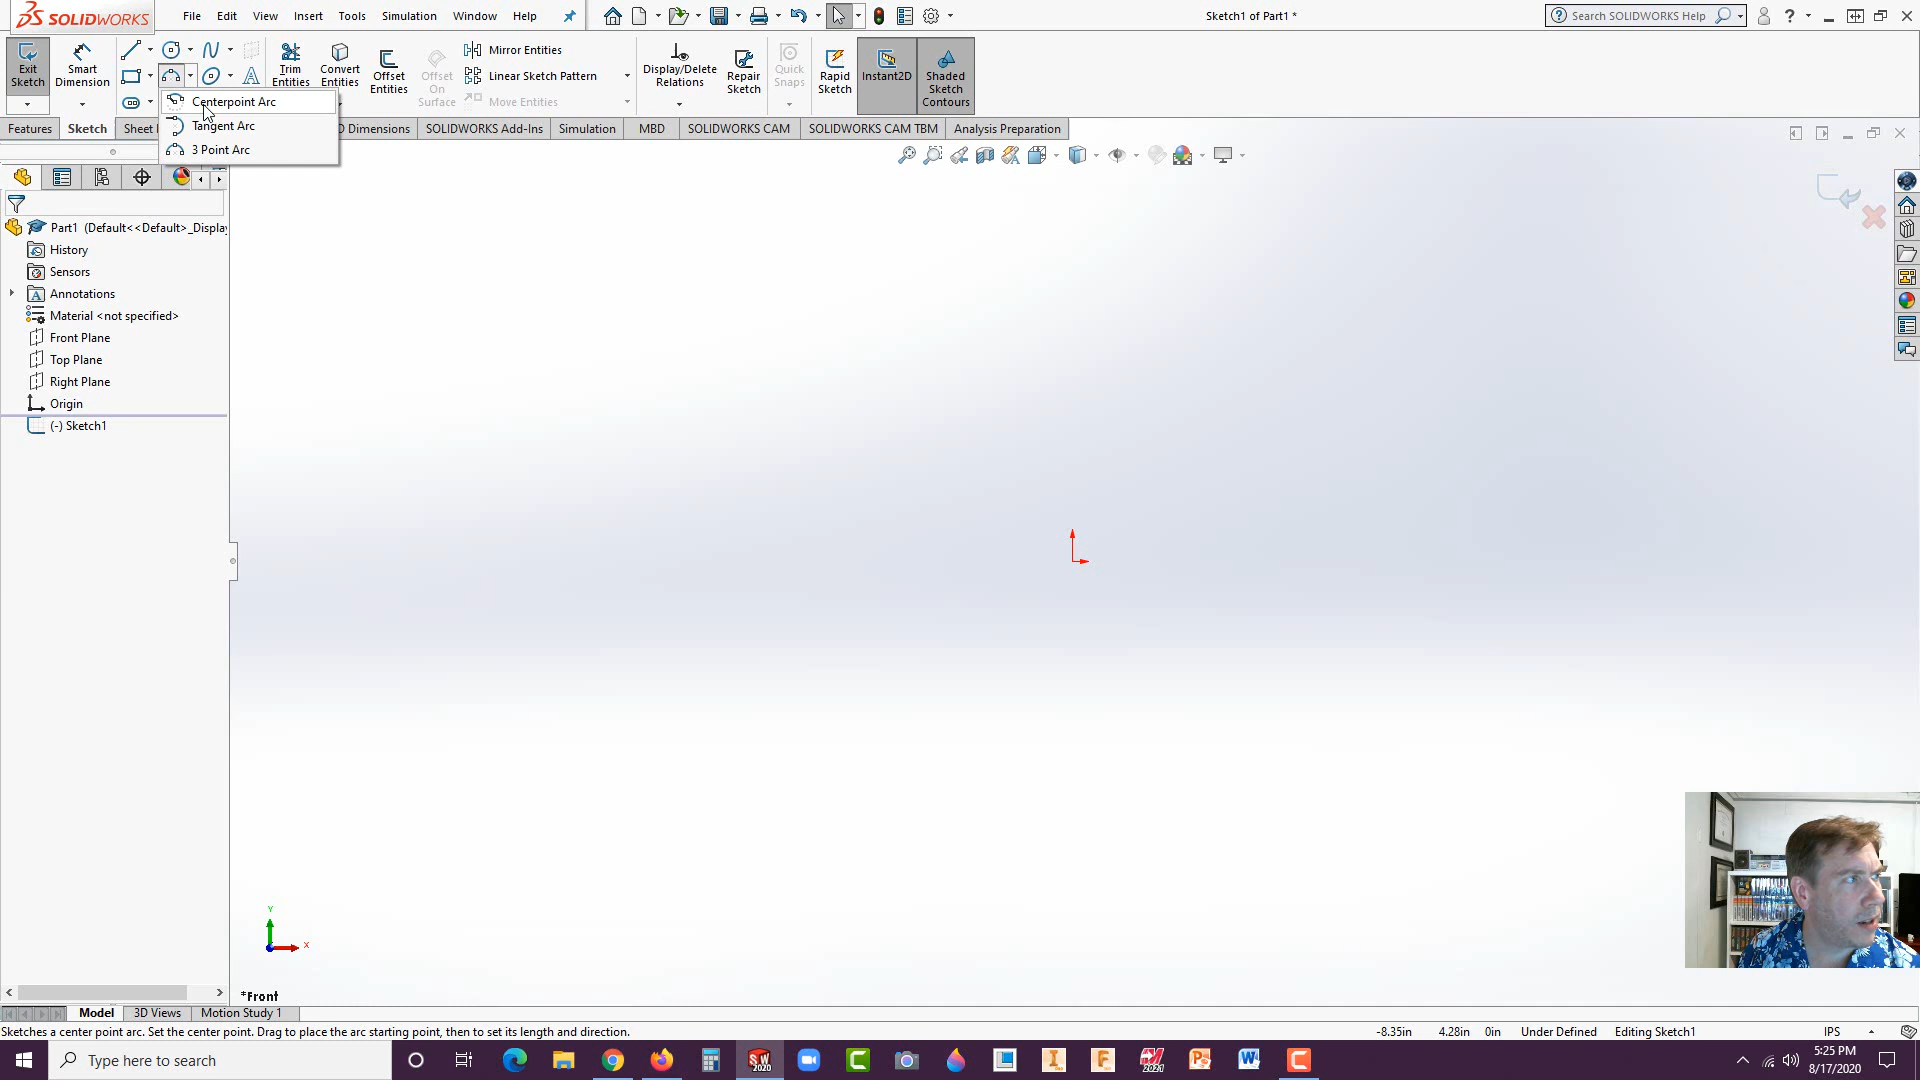 SOLIDWORKS
File Edit View Insert Tools Simulation Window Help
Sketch1 of Part1 *
Search SOLIDWORKS Help
Exit Sketch
Smart Dimension
Trim Entities
Convert Entities
Offset Entities
Offset On Surface
Mirror Entities
Linear Sketch Pattern
Move Entities
Display/Delete Relations
Repair Sketch
Quick Snaps
Rapid Sketch
Instant2D
Shaded Sketch Contours
Centerpoint Arc
Tangent Arc
3 Point Arc
Features Sketch Sheet D Dimensions SOLIDWORKS Add-Ins Simulation MBD SOLIDWORKS CAM SOLIDWORKS CAM TBM Analysis Preparation
Part1 (Default<<Default>_Displa
History
Sensors
Annotations
Material <not specified>
Front Plane
Top Plane
Right Plane
Origin
(-) Sketch1
Y
X
*Front
Model 3D Views Motion Study 1
Sketches a center point arc. Set the center point. Drag to place the arc starting point, then to set its length and direction.
-8.35in 4.28in 0in Under Defined Editing Sketch1 IPS
Type here to search
SW 2020
2021
5:25 PM
8/17/2020